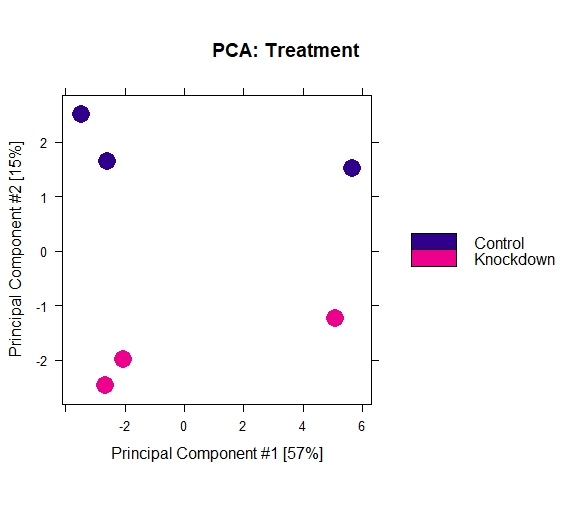 PCA: Treatment
Principal Component #2 [15%]
2
1
0
-1
-2
-2
0
2
4
6
Principal Component #1 [57%]
Control
Knockdown